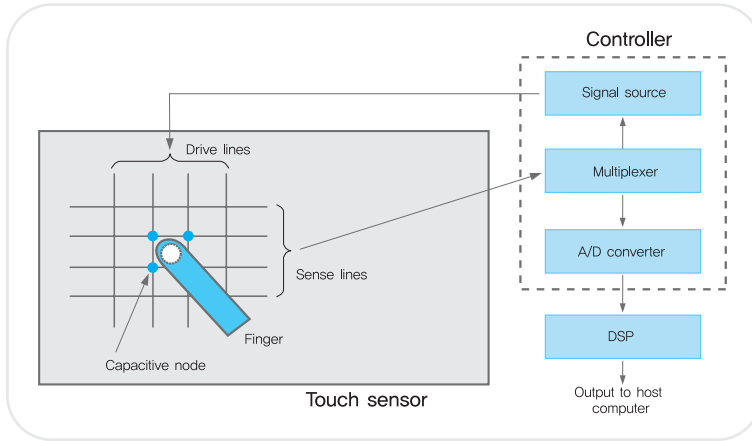 Controller
Signal source
Drive lines
Multiplexer
Sense lines
A/D converter
Finger
DSP
Capacitive node
Touch sensor
Output to host
computer